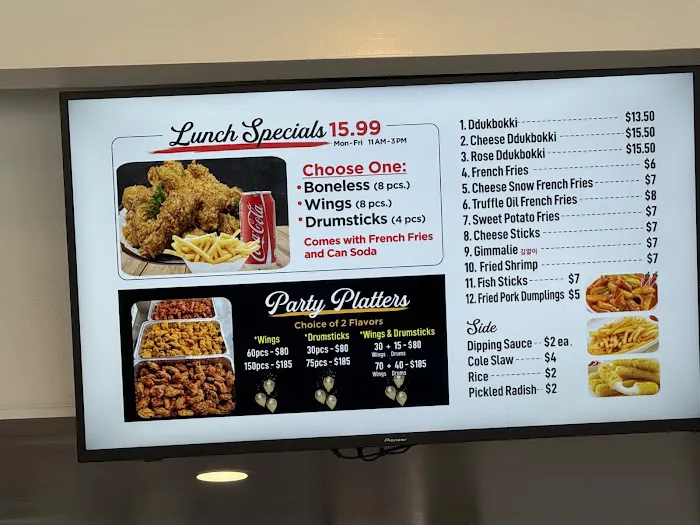 Lunch Specials 15.99
Mon-Fri 11AM-3PM
Choose One:
• Boneless (8 pcs.)
• Wings (8 pcs.)
• Drumsticks (4 pcs)
Comes with French Fries
and Can Soda
Coca-Cola
Party Platters
Choice of 2 Flavors
*Wings
60pcs - $80
150pcs - $185
*Drumsticks
30pcs - $80
75pcs - $185
*Wings & Drumsticks
30 + 15 - $80
Wings Drums
70 + 40 - $185
Wings Drums
1. Ddukbokki $13.50
2. Cheese Ddukbokki $15.50
3. Rose Ddukbokki $15.50
4. French Fries $6
5. Cheese Snow French Fries $7
6. Truffle Oil French Fries $8
7. Sweet Potato Fries $7
8. Cheese Sticks $7
9. Gimmalie 김말이 $7
10. Fried Shrimp $7
11. Fish Sticks $7
12. Fried Pork Dumplings $5
Side
Dipping Sauce $2 ea.
Cole Slaw $4
Rice $2
Pickled Radish $2
Pioneer